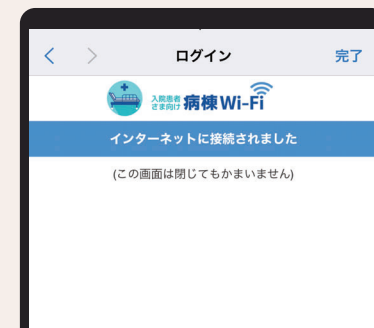 ログイン
完了
入院患者
さま向け
病棟Wi-Fi
インターネットに接続されました
(この画面は閉じてもかまいません)